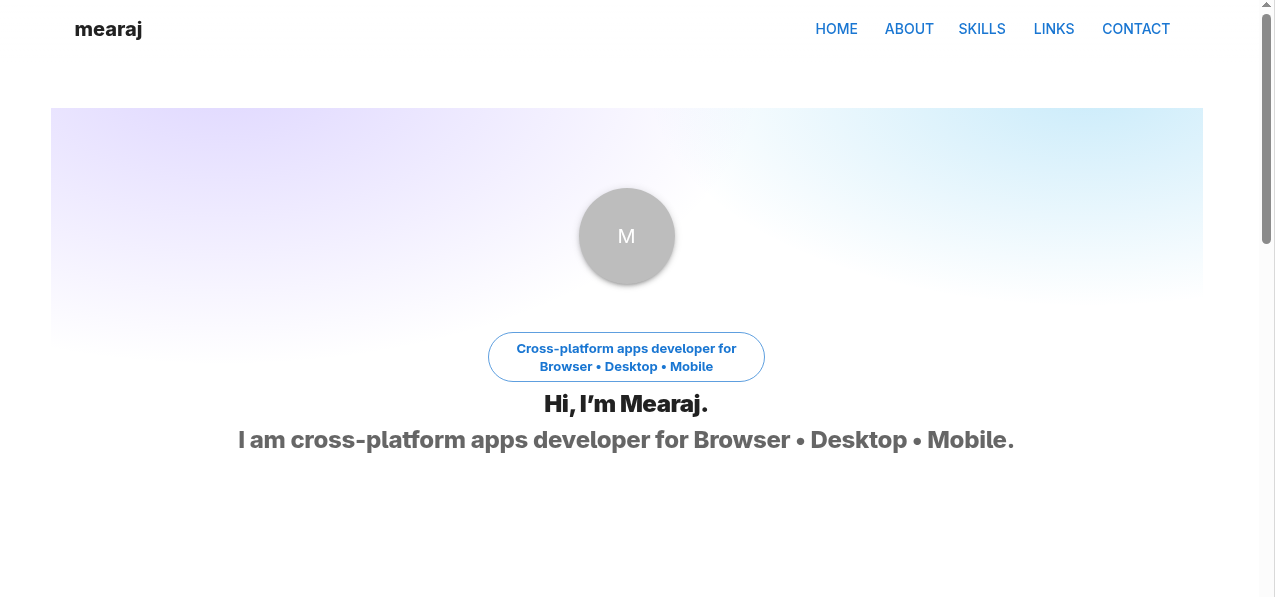 mearaj
HOME ABOUT SKILLS LINKS CONTACT
M
Cross-platform apps developer for
Browser • Desktop • Mobile
Hi, I’m Mearaj.
I am cross-platform apps developer for Browser • Desktop • Mobile.